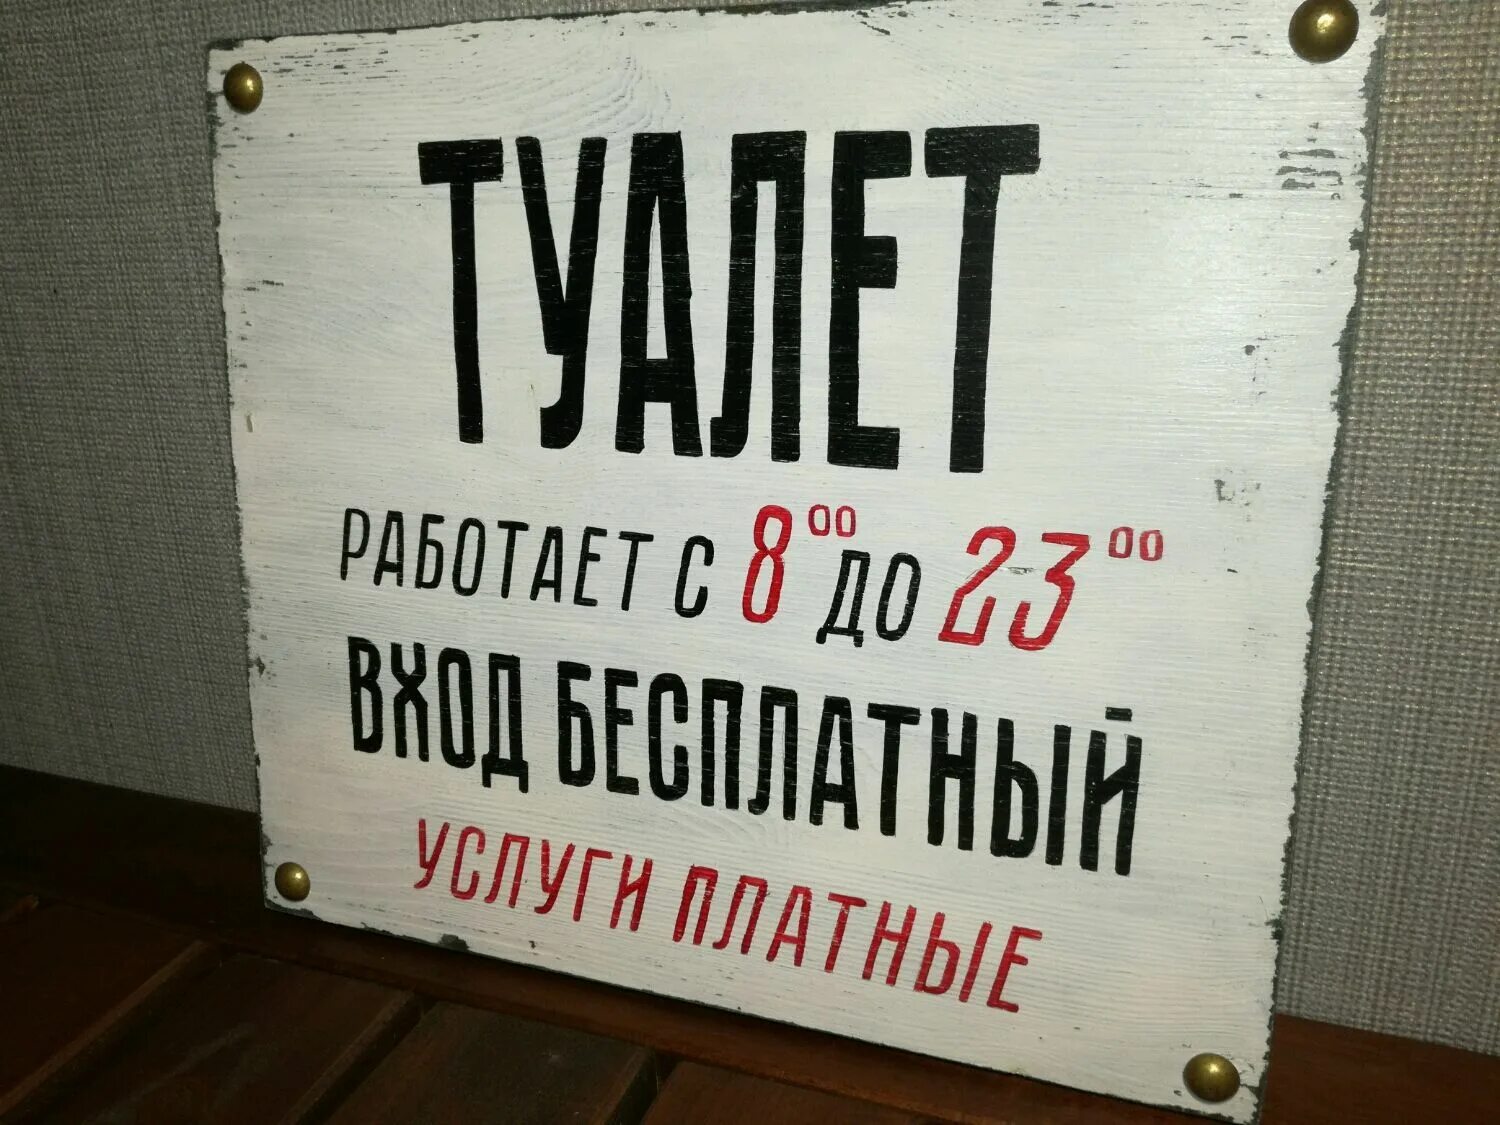 ТУАЛЕТ
РАБОТАЕТ С 8⁰⁰ ДО 23⁰⁰
ВХОД БЕСПЛАТНЫЙ
УСЛУГИ ПЛАТНЫЕ